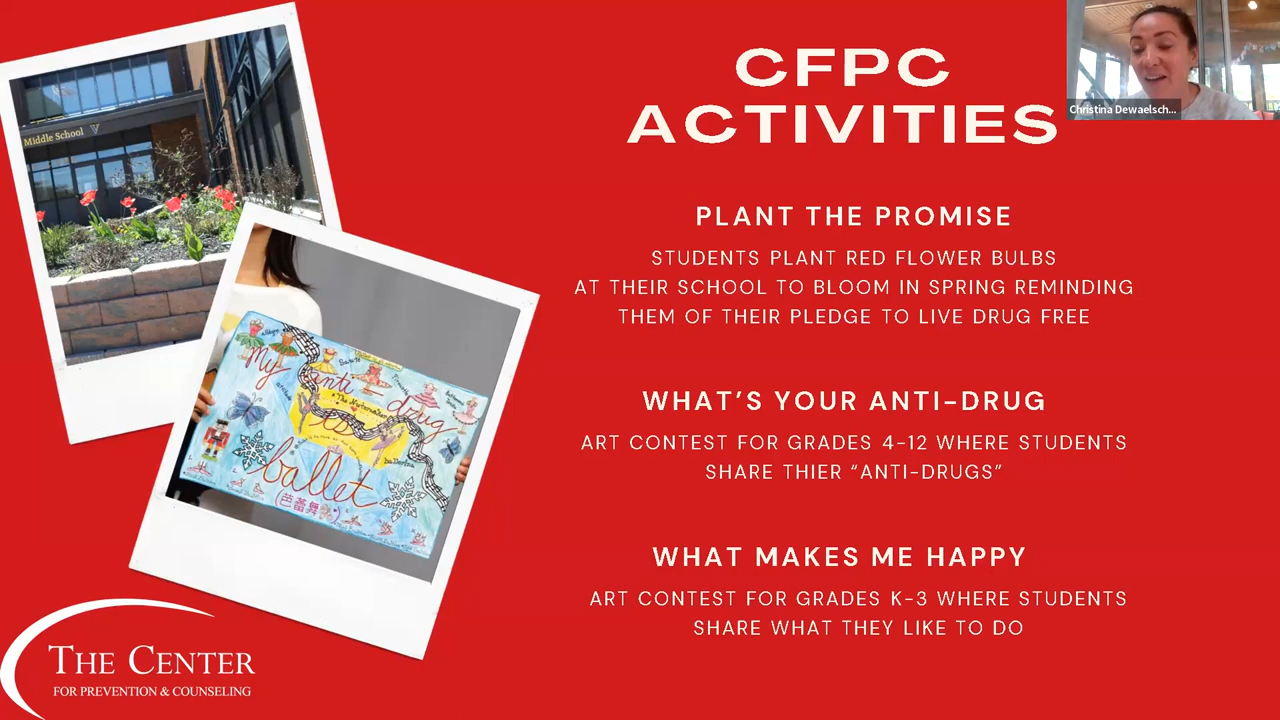 CFPC
ACTIVITIES
Christina Dewaelsch...
PLANT THE PROMISE
STUDENTS PLANT RED FLOWER BULBS
AT THEIR SCHOOL TO BLOOM IN SPRING REMINDING
THEM OF THEIR PLEDGE TO LIVE DRUG FREE
WHAT'S YOUR ANTI-DRUG
ART CONTEST FOR GRADES 4-12 WHERE STUDENTS
SHARE THIER “ANTI-DRUGS”
WHAT MAKES ME HAPPY
ART CONTEST FOR GRADES K-3 WHERE STUDENTS
SHARE WHAT THEY LIKE TO DO
Middle School
My anti drug
is
ballet
(芭蕾舞)
The Nutcracker
THE CENTER
FOR PREVENTION & COUNSELING